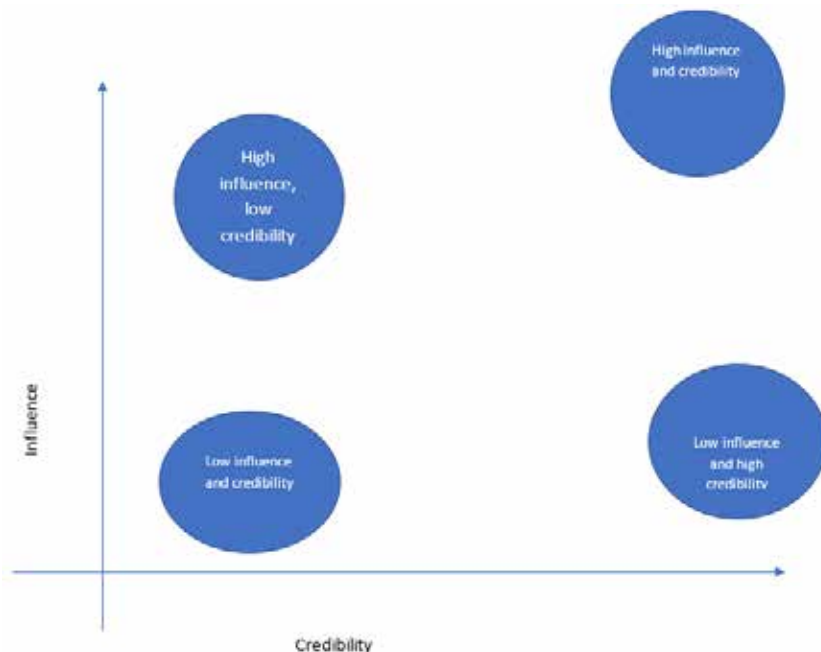 High influence
and credibility
High
influence,
low
credibility
Influence
Low influence
and credibility
Low influence
and high
credibility
Credibility